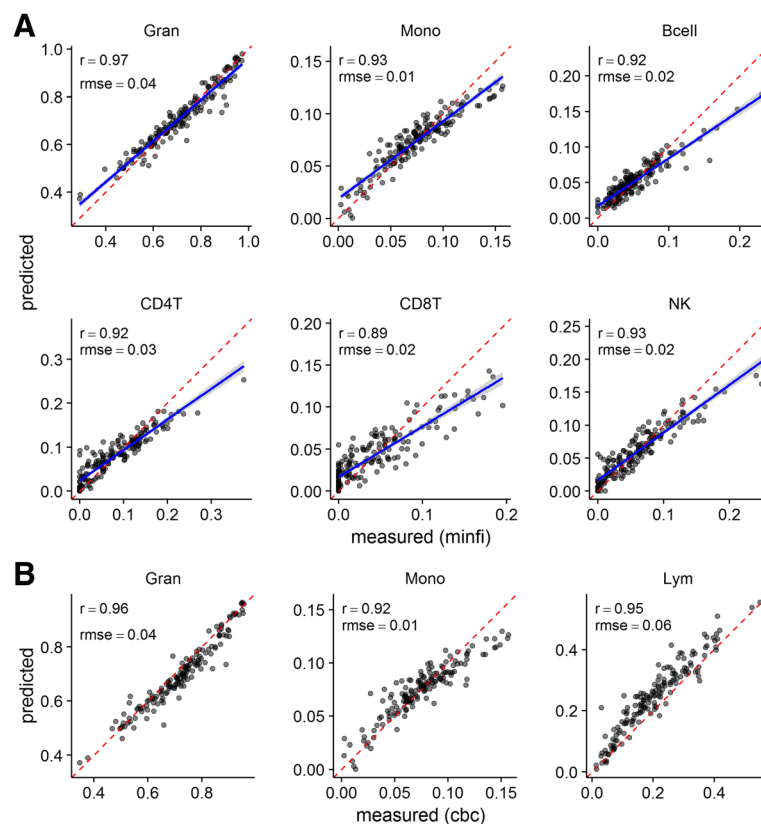 A
Gran
Mono
Bcell
r = 0.97
rmse = 0.04
r = 0.93
rmse = 0.01
r = 0.92
rmse = 0.02
1.0
0.8
0.6
0.4
0.15
0.10
0.05
0.00
0.20
0.15
0.10
0.05
0.00
0.4 0.6 0.8 1.0
0.00 0.05 0.10 0.15
0.0 0.1 0.2
predicted
CD4T
CD8T
NK
r = 0.92
rmse = 0.03
r = 0.89
rmse = 0.02
r = 0.93
rmse = 0.02
0.3
0.2
0.1
0.0
0.20
0.15
0.10
0.05
0.00
0.25
0.20
0.15
0.10
0.05
0.00
0.0 0.1 0.2 0.3
0.0 0.1 0.2
0.0 0.1 0.2
measured (minfi)
B
Gran
Mono
Lym
r = 0.96
rmse = 0.04
r = 0.92
rmse = 0.01
r = 0.95
rmse = 0.06
0.8
0.6
0.4
0.15
0.10
0.05
0.00
0.4
0.2
0.0
0.4 0.6 0.8
0.00 0.05 0.10 0.15
0.0 0.2 0.4
predicted
measured (cbc)